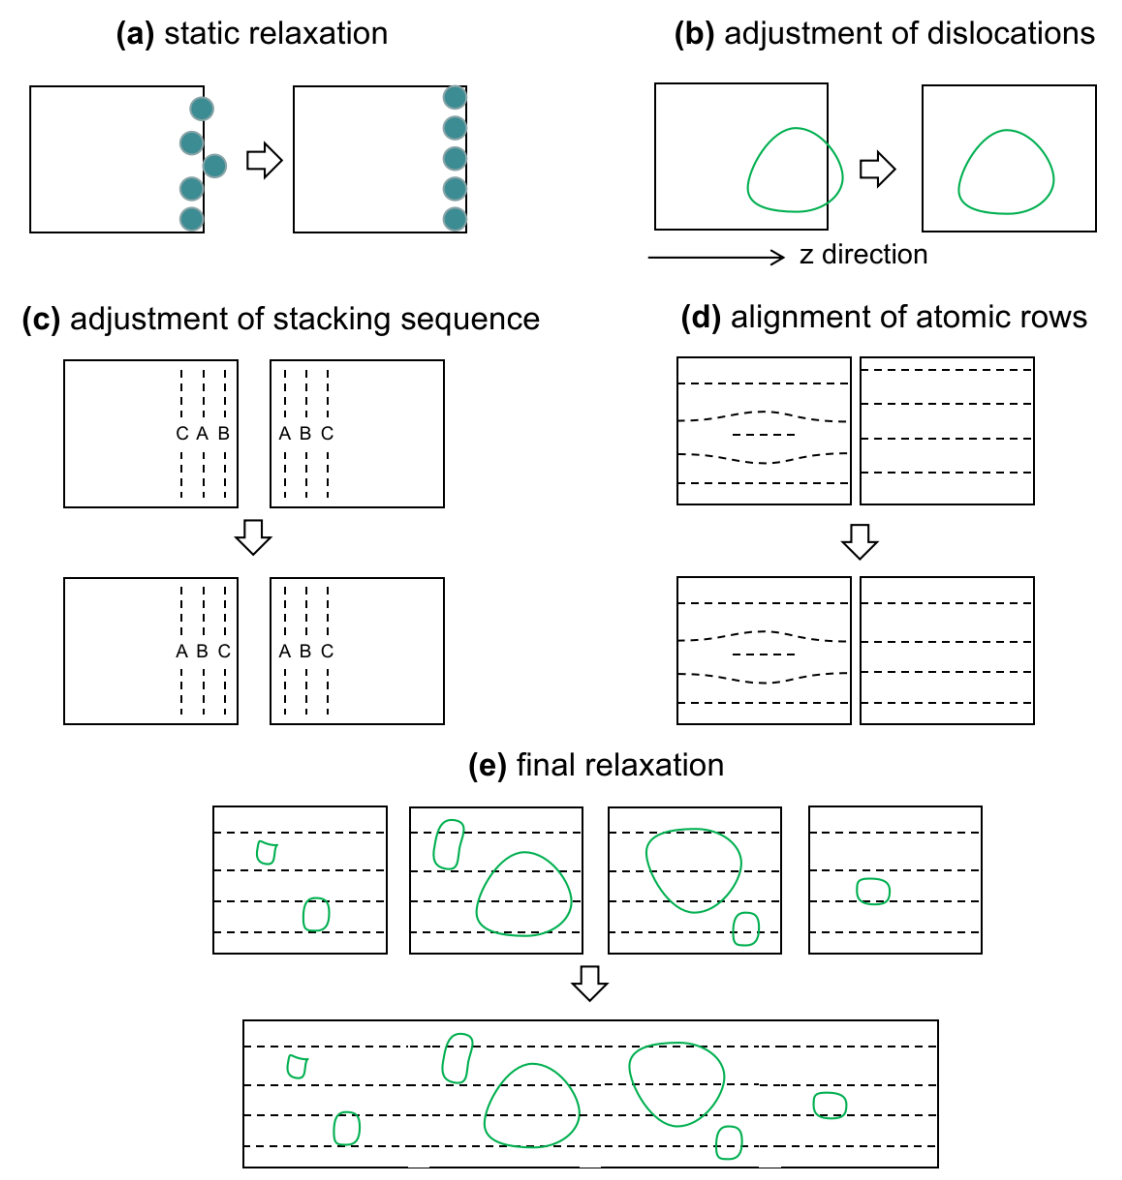 (a) static relaxation
(b) adjustment of dislocations
z direction
(c) adjustment of stacking sequence
C A B
A B C
A B C
A B C
(d) alignment of atomic rows
(e) final relaxation